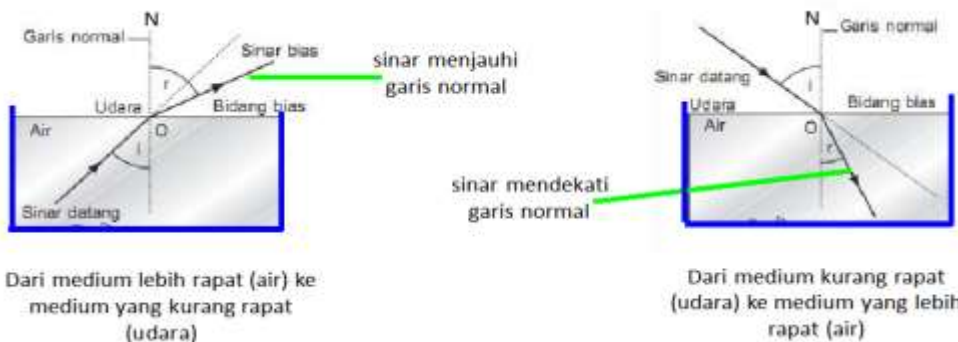 N
Garis normal
Sinar bias
r
Udara
Bidang bias
Air
O
i
Sinar datang
Dari medium lebih rapat (air) ke
medium yang kurang rapat
(udara)
sinar menjauhi
garis normal
sinar mendekati
garis normal
N
Garis normal
Sinar datang
i
Udara
Bidang bias
Air
O
r
Dari medium kurang rapat
(udara) ke medium yang lebih
rapat (air)